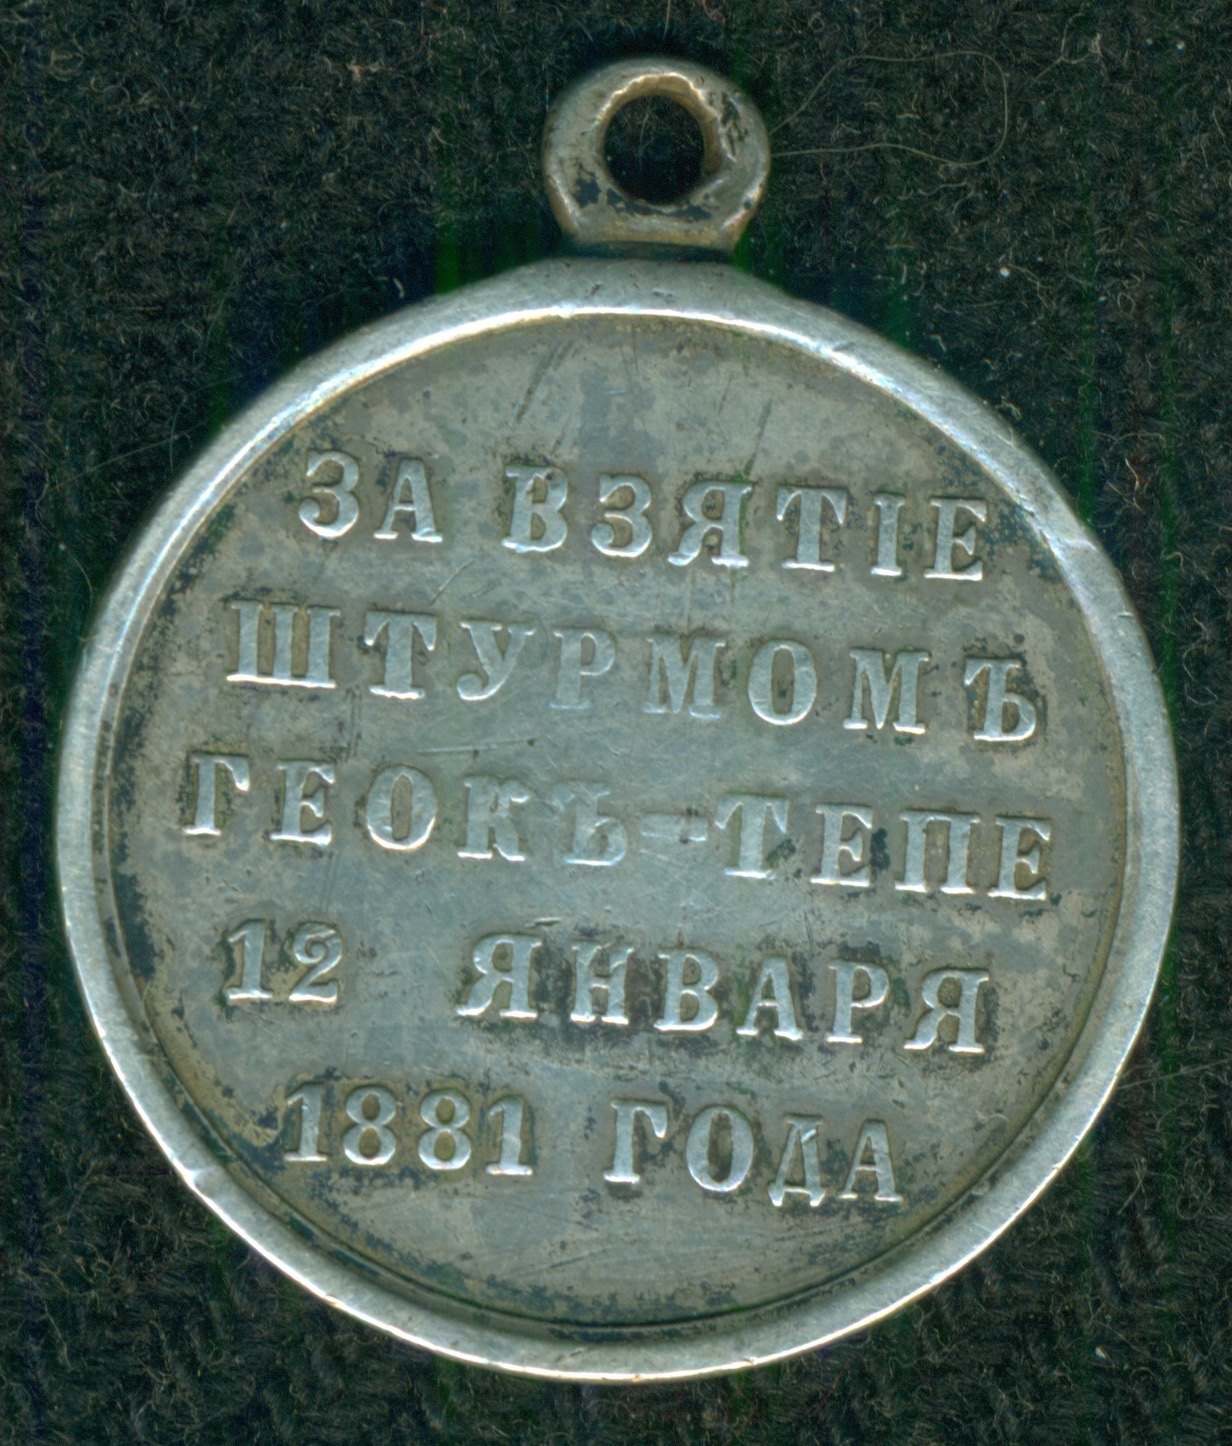 ЗА ВЗЯТІЕ
ШТУРМОМЪ
ГЕОКЪ-ТЕПЕ
12 ЯНВАРЯ
1881 ГОДА